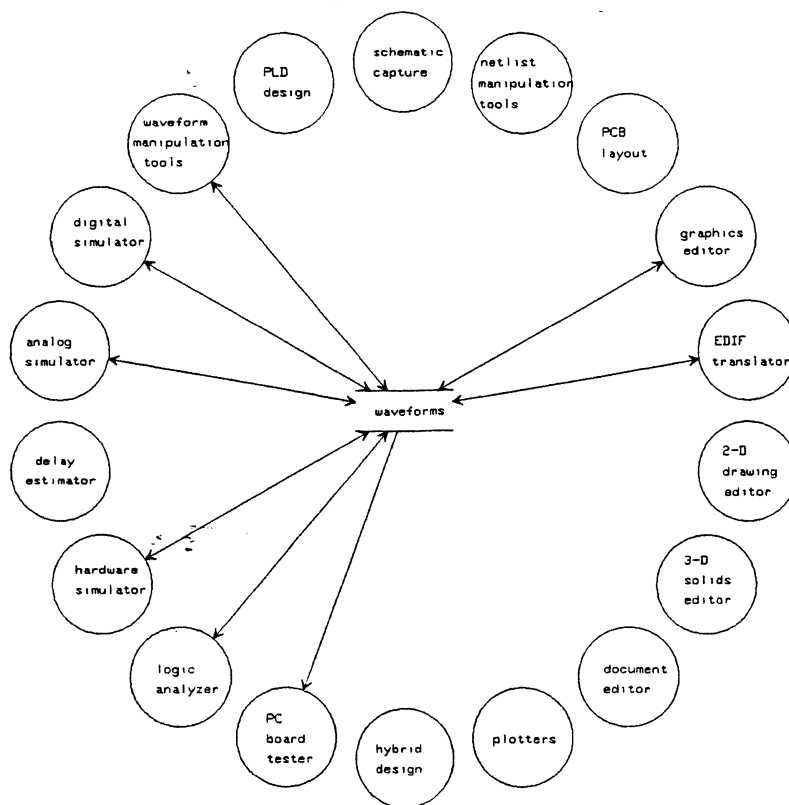 schematic
capture
netlist
manipulation
tools
PCB
layout
graphics
editor
EDIF
translator
2-D
drawing
editor
3-D
solids
editor
document
editor
plotters
hybrid
design
PC
board
tester
logic
analyzer
hardware
simulator
delay
estimator
analog
simulator
digital
simulator
waveform
manipulation
tools
PLD
design
waveforms